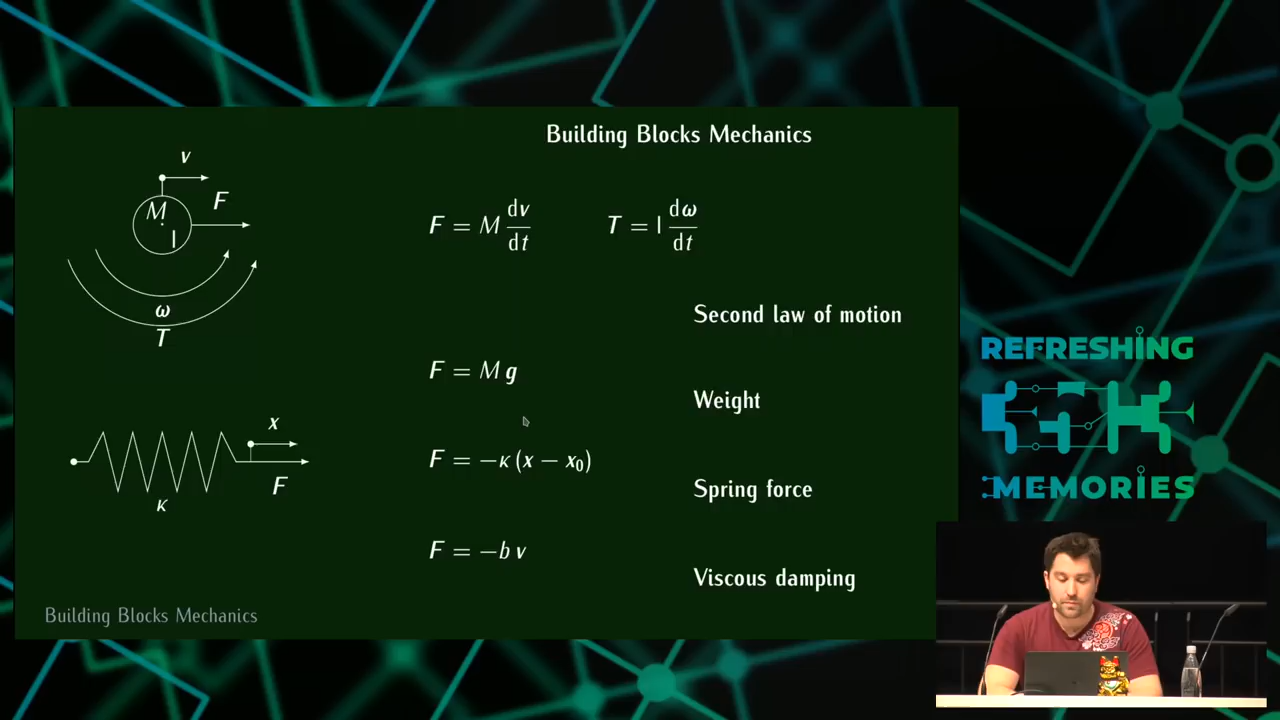 Building Blocks Mechanics
v
F
M
I
ω
T
F = M dv/dt
T = I dω/dt
Second law of motion
F = M g
Weight
x
F
κ
F = −κ (x − x₀)
Spring force
F = −b v
Viscous damping
Building Blocks Mechanics
REFRESHING
MEMORIES